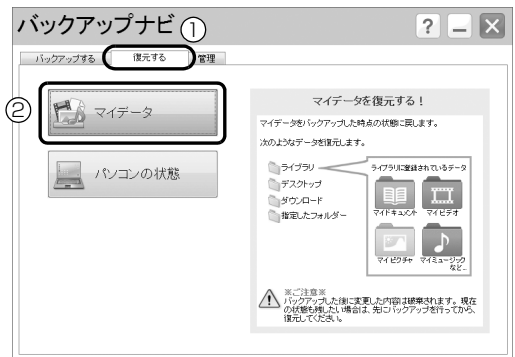 バックアップナビ
①
?
バックアップする
復元する
管理
②
マイデータ
パソコンの状態
マイデータを復元する！
マイデータをバックアップした時点の状態に戻します。
次のようなデータを復元します。
ライブラリ
デスクトップ
ダウンロード
指定したフォルダー
ライブラリに登録されているデータ
マイドキュメント
マイビデオ
マイピクチャ
マイミュージック
など…
※ご注意※
バックアップした後に変更した内容は破棄されます。現在
の状態も残したい場合は、先にバックアップを行ってから、
復元してください。